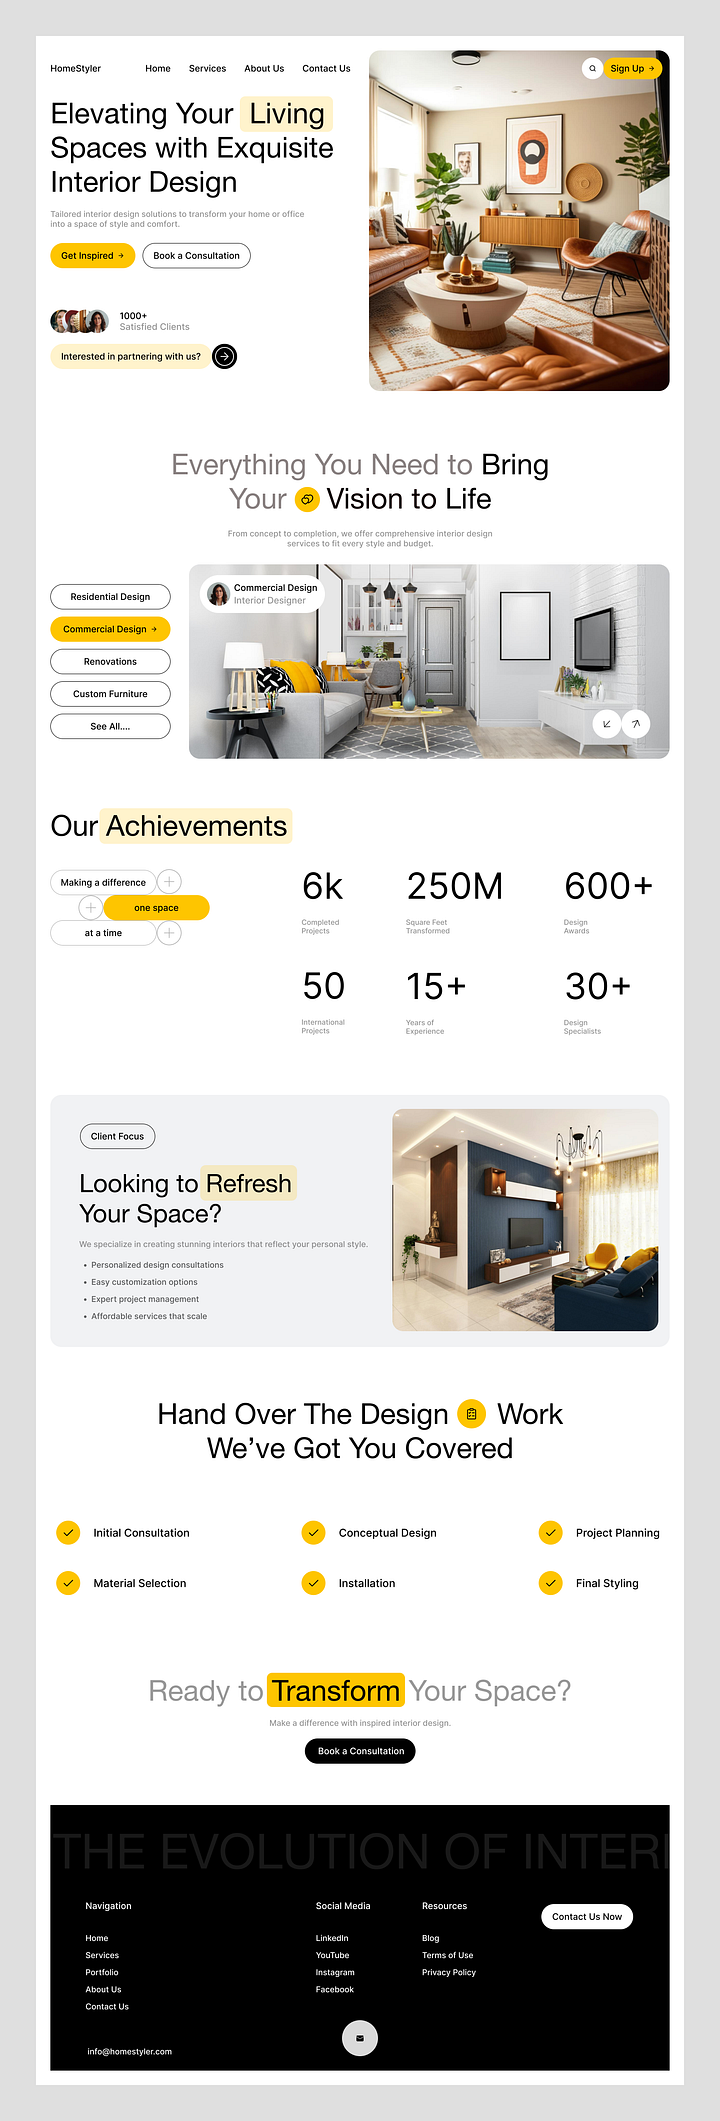 HomeStyler
Home
Services
About Us
Contact Us
Sign Up
Elevating Your Living
Spaces with Exquisite
Interior Design
Tailored interior design solutions to transform your home or office
into a space of style and comfort.
Get Inspired
Book a Consultation
1000+
Satisfied Clients
Interested in partnering with us?
Everything You Need to Bring
Your Vision to Life
From concept to completion, we offer comprehensive interior design
services to fit every style and budget.
Residential Design
Commercial Design
Renovations
Custom Furniture
See All....
Commercial Design
Interior Designer
Our Achievements
Making a difference
one space
at a time
6k
Completed
Projects
250M
Square Feet
Transformed
600+
Design
Awards
50
International
Projects
15+
Years of
Experience
30+
Design
Specialists
Client Focus
Looking to Refresh
Your Space?
We specialize in creating stunning interiors that reflect your personal style.
• Personalized design consultations
• Easy customization options
• Expert project management
• Affordable services that scale
Hand Over The Design Work
We’ve Got You Covered
Initial Consultation
Conceptual Design
Project Planning
Material Selection
Installation
Final Styling
Ready to Transform Your Space?
Make a difference with inspired interior design.
Book a Consultation
THE EVOLUTION OF INTERI
Navigation
Home
Services
Portfolio
About Us
Contact Us
Social Media
LinkedIn
YouTube
Instagram
Facebook
Resources
Blog
Terms of Use
Privacy Policy
Contact Us Now
info@homestyler.com